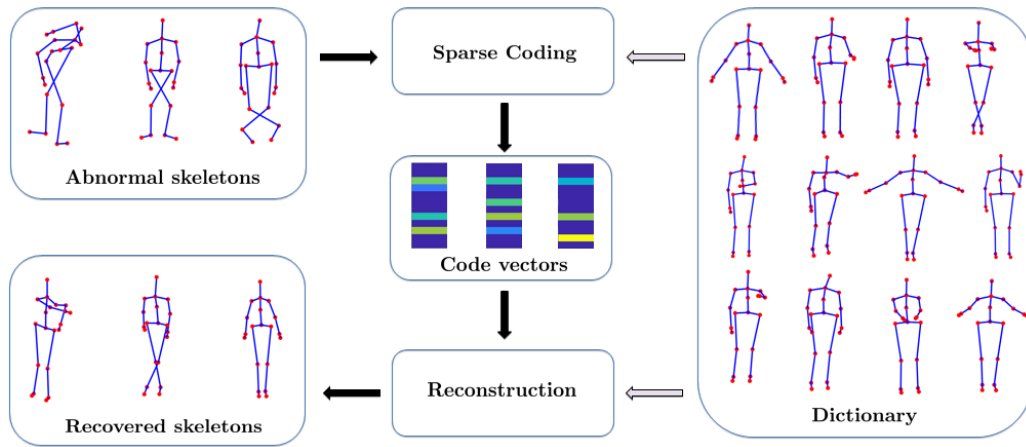 Abnormal skeletons
Sparse Coding
Code vectors
Reconstruction
Recovered skeletons
Dictionary